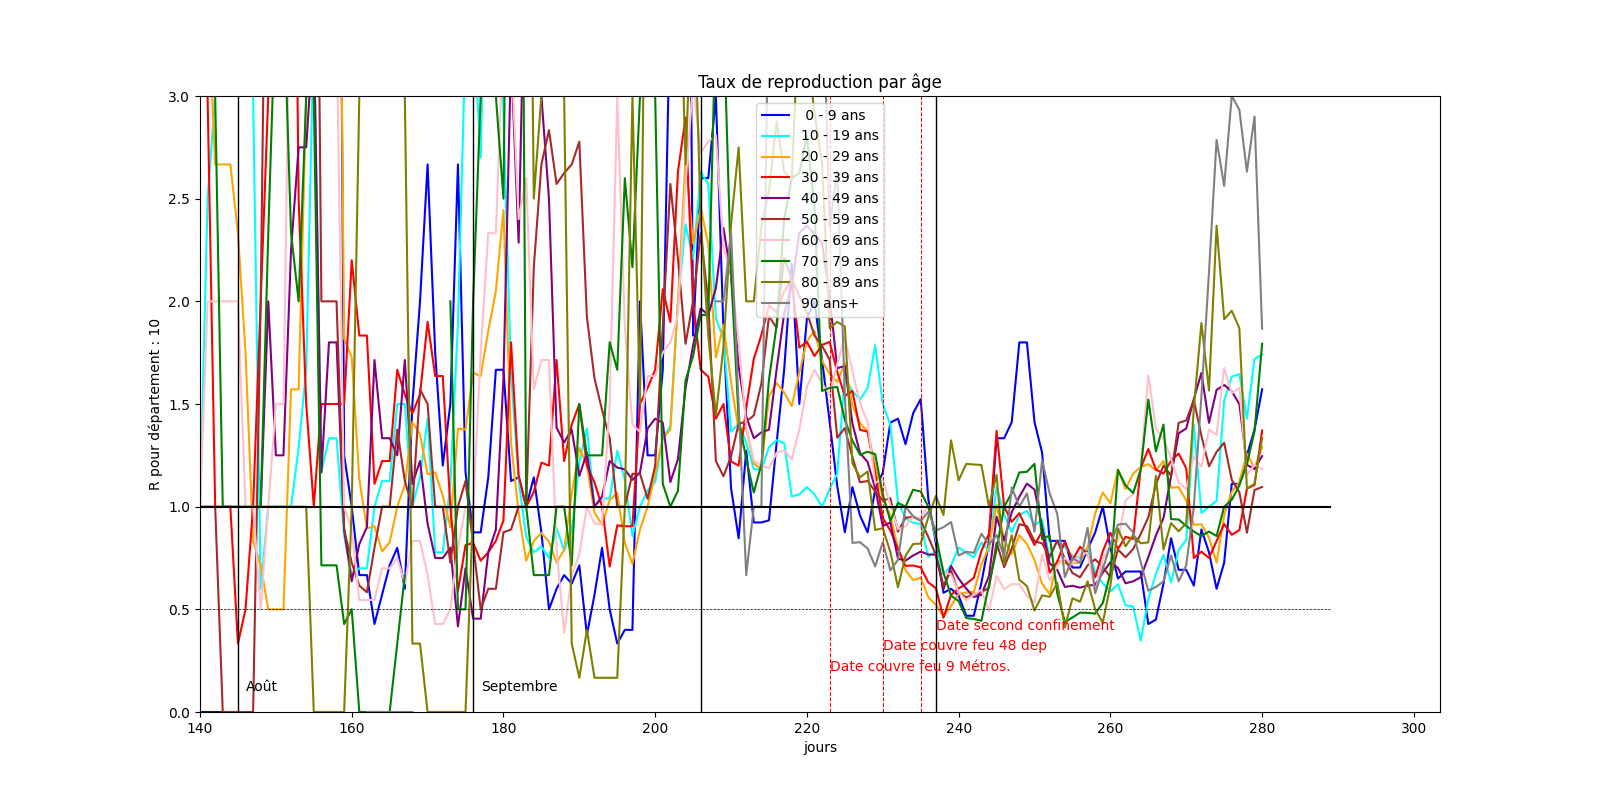 Taux de reproduction par âge
R pour département : 10
3.0
2.5
2.0
1.5
1.0
0.5
0.0
0 - 9 ans
10 - 19 ans
20 - 29 ans
30 - 39 ans
40 - 49 ans
50 - 59 ans
60 - 69 ans
70 - 79 ans
80 - 89 ans
90 ans+
Date second confinement
Date couvre feu 48 dep
Date couvre feu 9 Métros.
Août
Septembre
140
160
180
200
220
240
260
280
300
jours